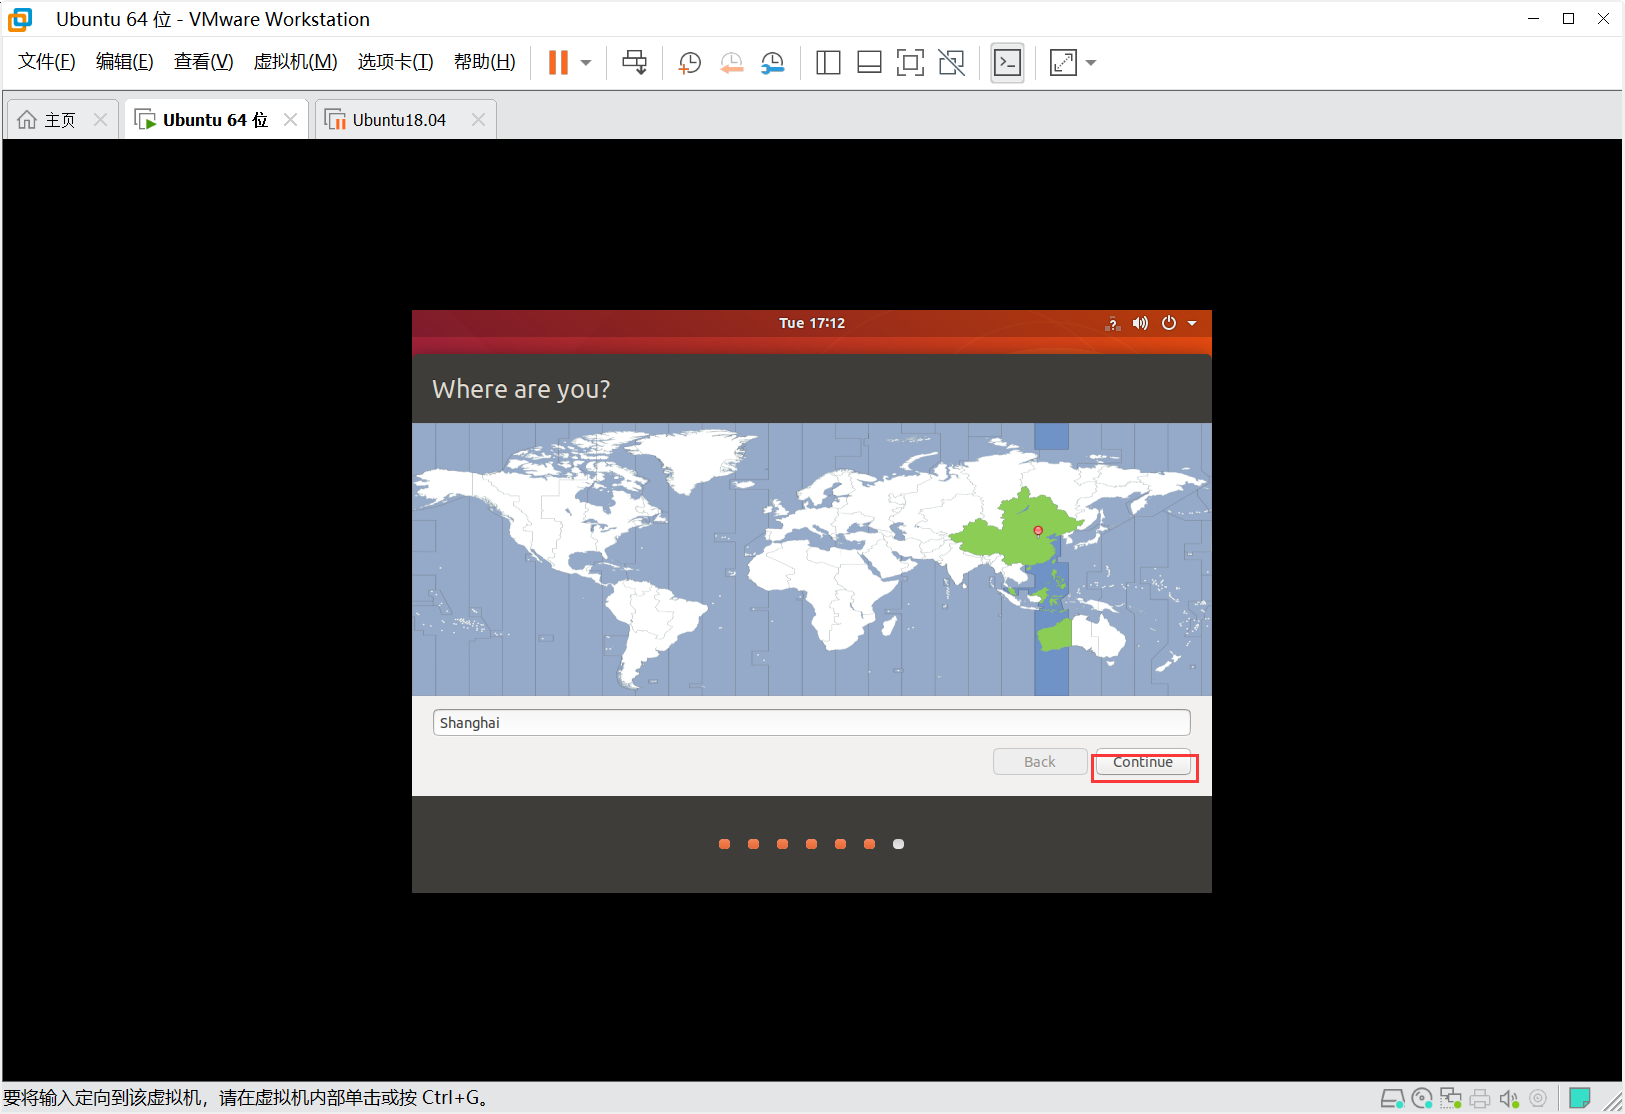 Ubuntu 64 位 - VMware Workstation
文件(F) 编辑(E) 查看(V) 虚拟机(M) 选项卡(T) 帮助(H)
主页 Ubuntu 64 位 Ubuntu18.04
Tue 17:12
Where are you?
Shanghai
Back Continue
要将输入定向到该虚拟机，请在虚拟机内部单击或按 Ctrl+G。